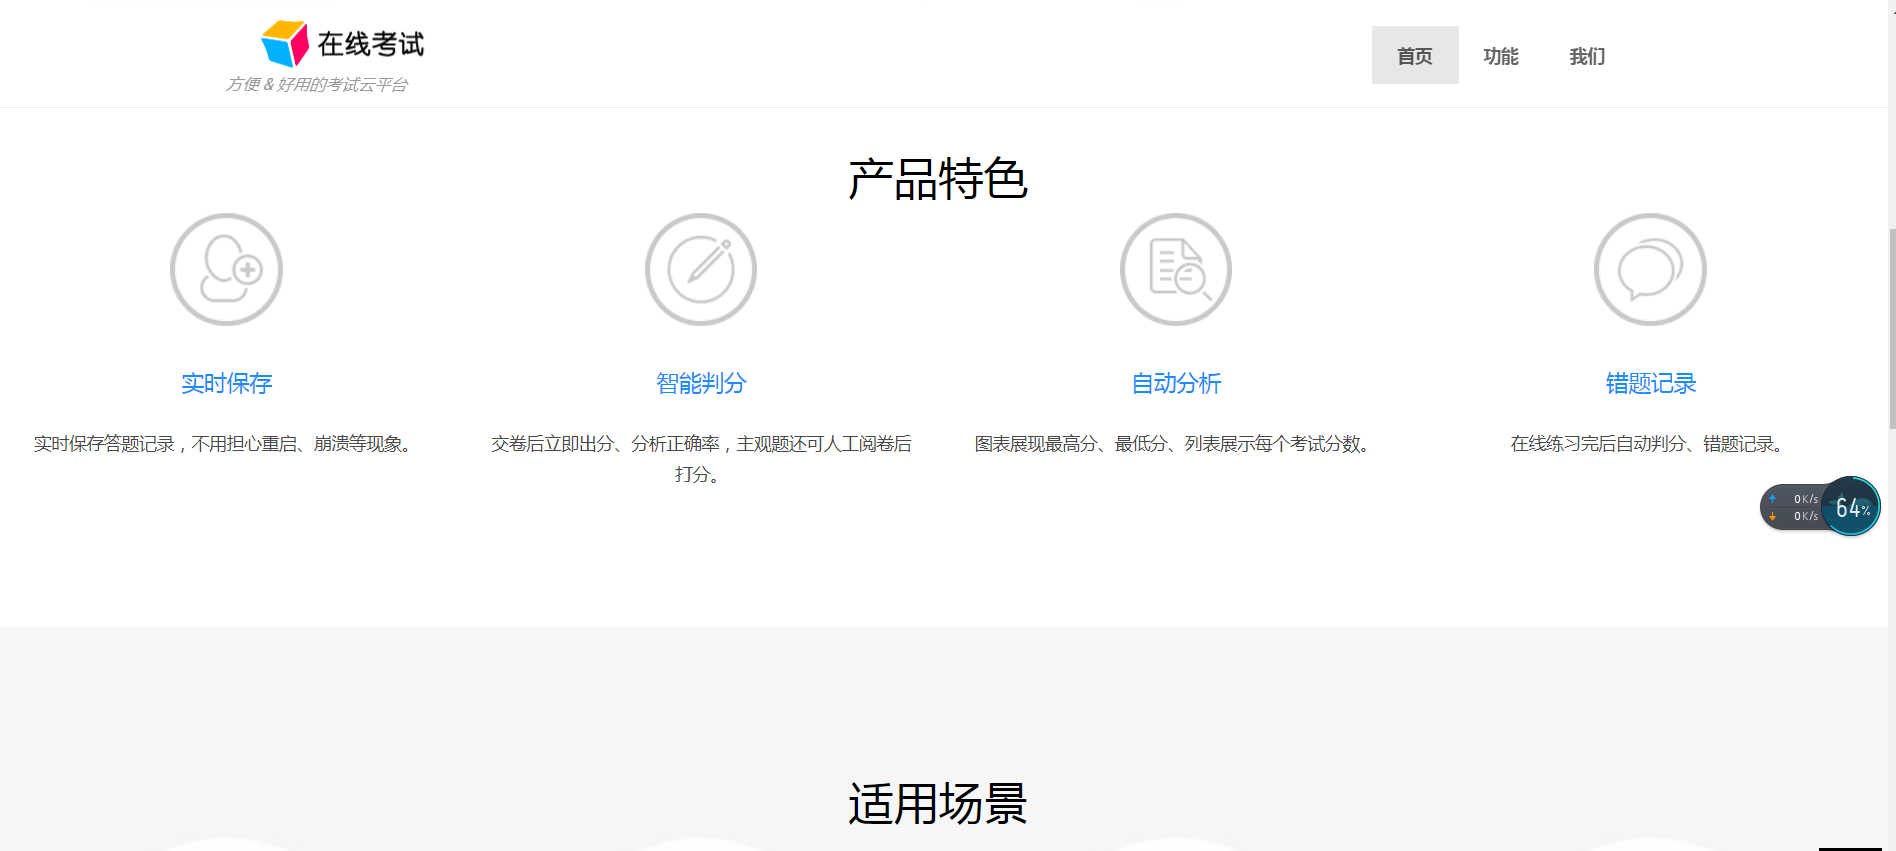 在线考试
方便 & 好用的考试云平台
首页
功能
我们
产品特色
实时保存
实时保存答题记录，不用担心重启、崩溃等现象。
智能判分
交卷后立即出分、分析正确率，主观题还可人工阅卷后
打分。
自动分析
图表展现最高分、最低分、列表展示每个考试分数。
错题记录
在线练习完后自动判分、错题记录。
0K/s
0K/s
64%
适用场景